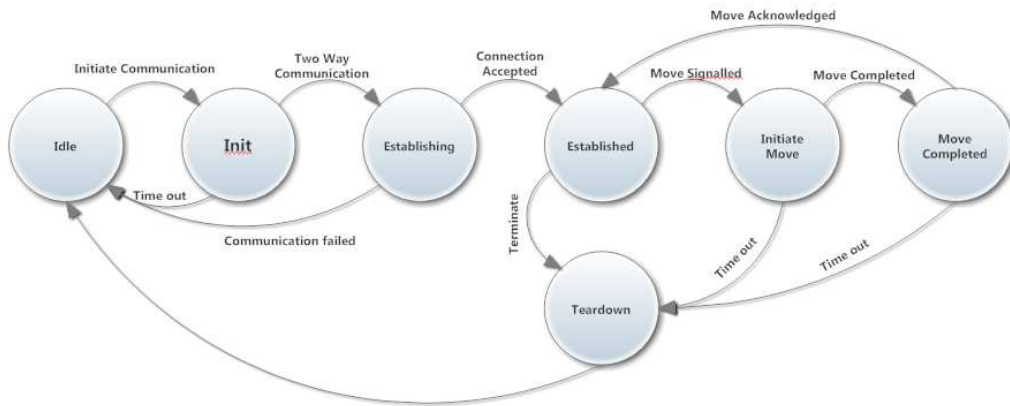 Move Acknowledged
Initiate Communication
Two Way
Communication
Connection
Accepted
Move Signalled
Move Completed
Idle
Init
Establishing
Established
Initiate
Move
Move
Completed
Time out
Communication failed
Terminate
Time out
Time out
Teardown